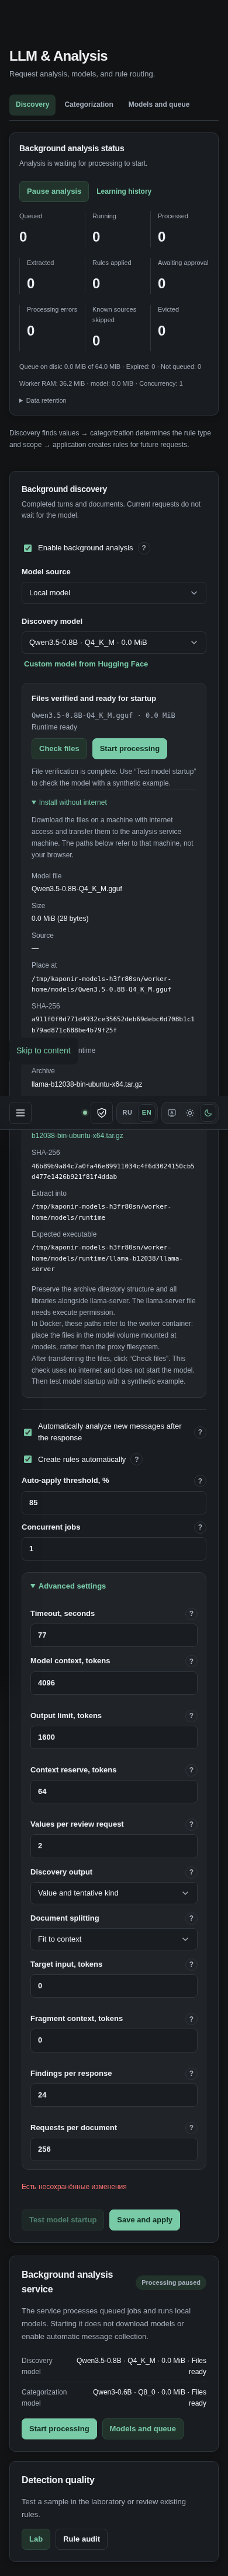 LLM & Analysis
Request analysis, models, and rule routing.
Discovery
Categorization
Models and queue
Background analysis status
Analysis is waiting for processing to start.
Pause analysis
Learning history
Queued
Running
Processed
0
0
0
Extracted
Rules applied
Awaiting approval
0
0
0
Processing errors
Known sources skipped
Evicted
0
0
0
Queue on disk: 0.0 MiB of 64.0 MiB · Expired: 0 · Not queued: 0
Worker RAM: 36.2 MiB · model: 0.0 MiB · Concurrency: 1
▸ Data retention
Discovery finds values → categorization determines the rule type
and scope → application creates rules for future requests.
Background discovery
Completed turns and documents. Current requests do not
wait for the model.
Enable background analysis ?
Model source
Local model
Discovery model
Qwen3.5-0.8B · Q4_K_M · 0.0 MiB
Custom model from Hugging Face
Files verified and ready for startup
Qwen3.5-0.8B-Q4_K_M.gguf · 0.0 MiB
Runtime ready
Check files
Start processing
File verification is complete. Use “Test model startup”
to check the model with a synthetic example.
▾ Install without internet
Download the files on a machine with internet
access and transfer them to the analysis service
machine. The paths below refer to that machine, not
your browser.
Model file
Qwen3.5-0.8B-Q4_K_M.gguf
Size
0.0 MiB (28 bytes)
Source
—
Place at
/tmp/kaponir-models-h3fr80sn/worker-
home/models/Qwen3.5-0.8B-Q4_K_M.gguf
SHA-256
a911f0f0d771d4932ce35652deb69debc0d708b1c1
b79ad871c688be4b79f25f
Skip to content
ntime
Archive
llama-b12038-bin-ubuntu-x64.tar.gz
RU
EN
b12038-bin-ubuntu-x64.tar.gz
SHA-256
46b89b9a84c7a0fa46e89911034c4f6d3024150cb5
d477e1426b921f81f4ddab
Extract into
/tmp/kaponir-models-h3fr80sn/worker-
home/models/runtime
Expected executable
/tmp/kaponir-models-h3fr80sn/worker-
home/models/runtime/llama-b12038/llama-
server
Preserve the archive directory structure and all
libraries alongside llama-server. The llama-server file
needs execute permission.
In Docker, these paths refer to the worker container:
place the files in the model volume mounted at
/models, rather than the proxy filesystem.
After transferring the files, click “Check files”. This
check uses no internet and does not start the model.
Then test model startup with a synthetic example.
Automatically analyze new messages after
the response ?
Create rules automatically ?
Auto-apply threshold, % ?
85
Concurrent jobs ?
1
▾ Advanced settings
Timeout, seconds ?
77
Model context, tokens ?
4096
Output limit, tokens ?
1600
Context reserve, tokens ?
64
Values per review request ?
2
Discovery output ?
Value and tentative kind
Document splitting ?
Fit to context
Target input, tokens ?
0
Fragment context, tokens ?
0
Findings per response ?
24
Requests per document ?
256
Есть несохранённые изменения
Test model startup
Save and apply
Background analysis
service
Processing paused
The service processes queued jobs and runs local
models. Starting it does not download models or
enable automatic message collection.
Discovery model
Qwen3.5-0.8B · Q4_K_M · 0.0 MiB · Files
ready
Categorization model
Qwen3-0.6B · Q8_0 · 0.0 MiB · Files
ready
Start processing
Models and queue
Detection quality
Test a sample in the laboratory or review existing
rules.
Lab
Rule audit